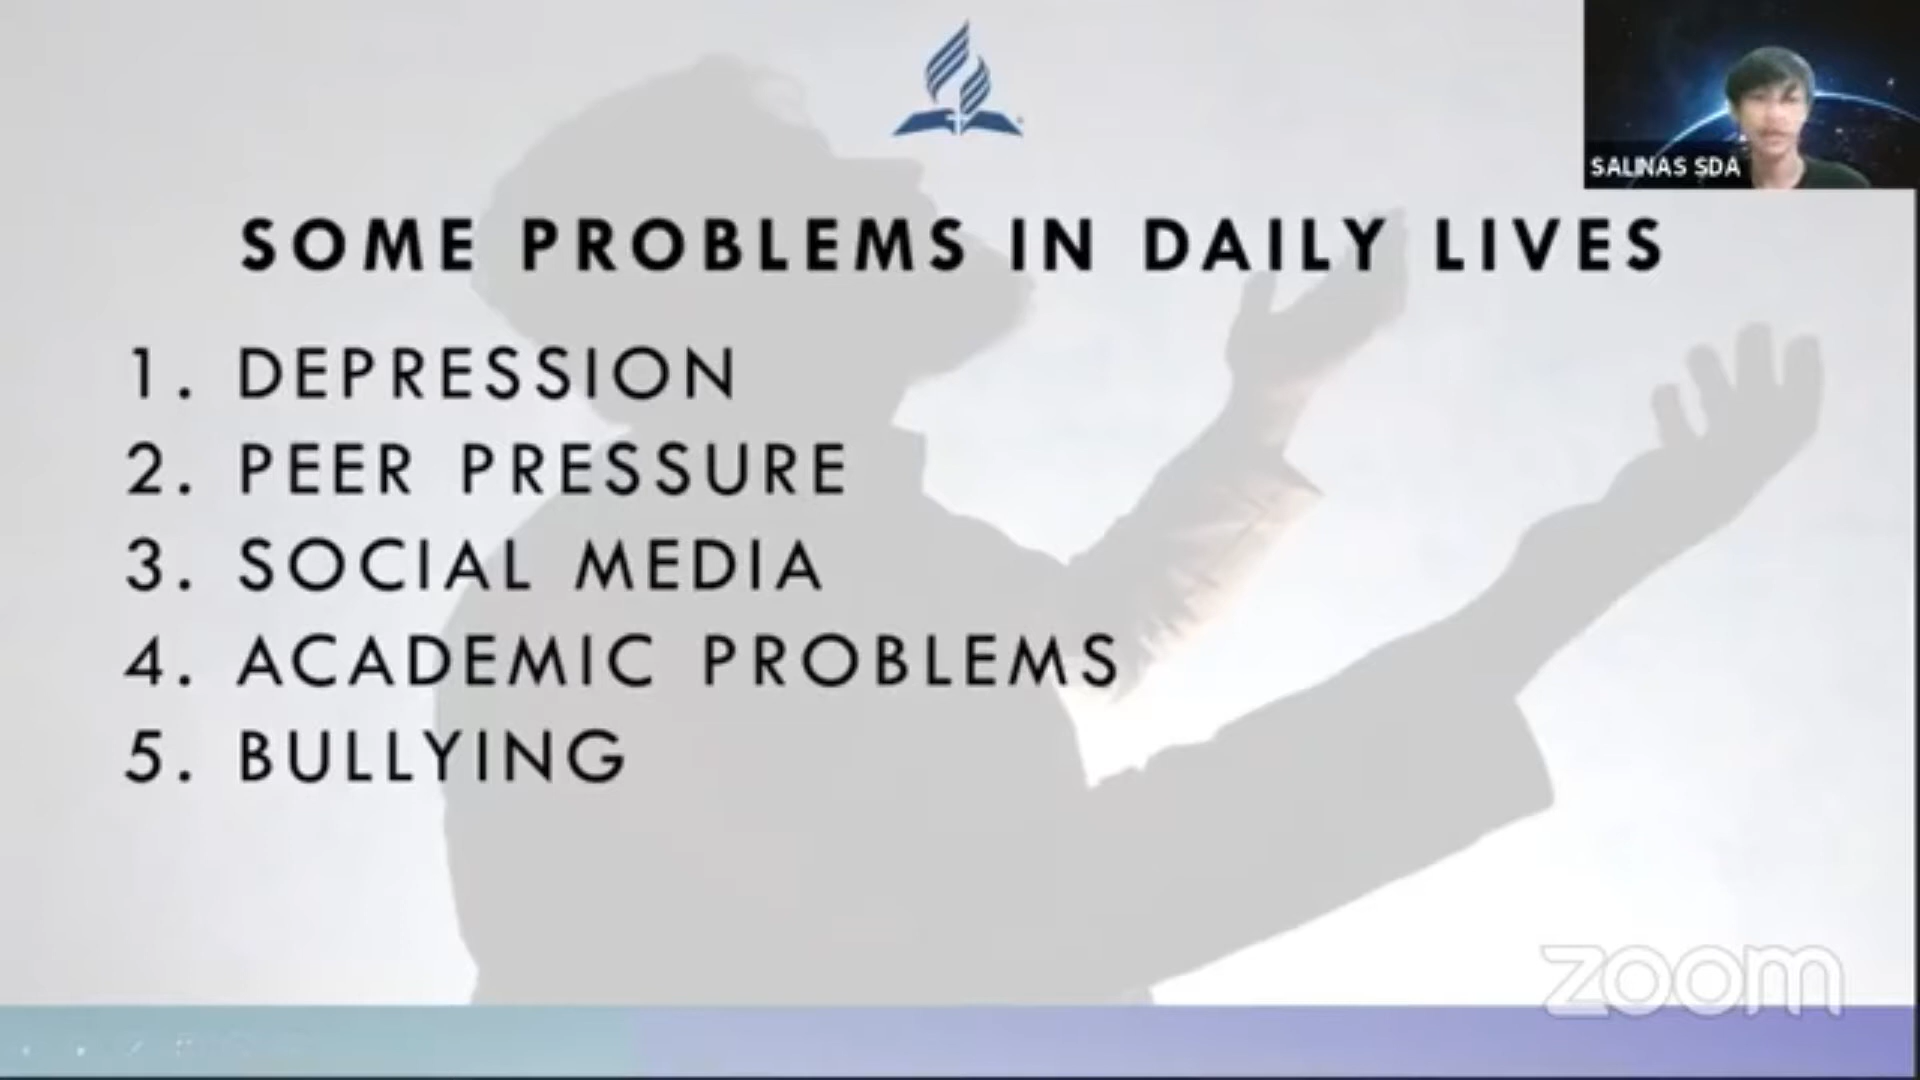 SALINAS SDA
SOME PROBLEMS IN DAILY LIVES
1. DEPRESSION
2. PEER PRESSURE
3. SOCIAL MEDIA
4. ACADEMIC PROBLEMS
5. BULLYING
zoom